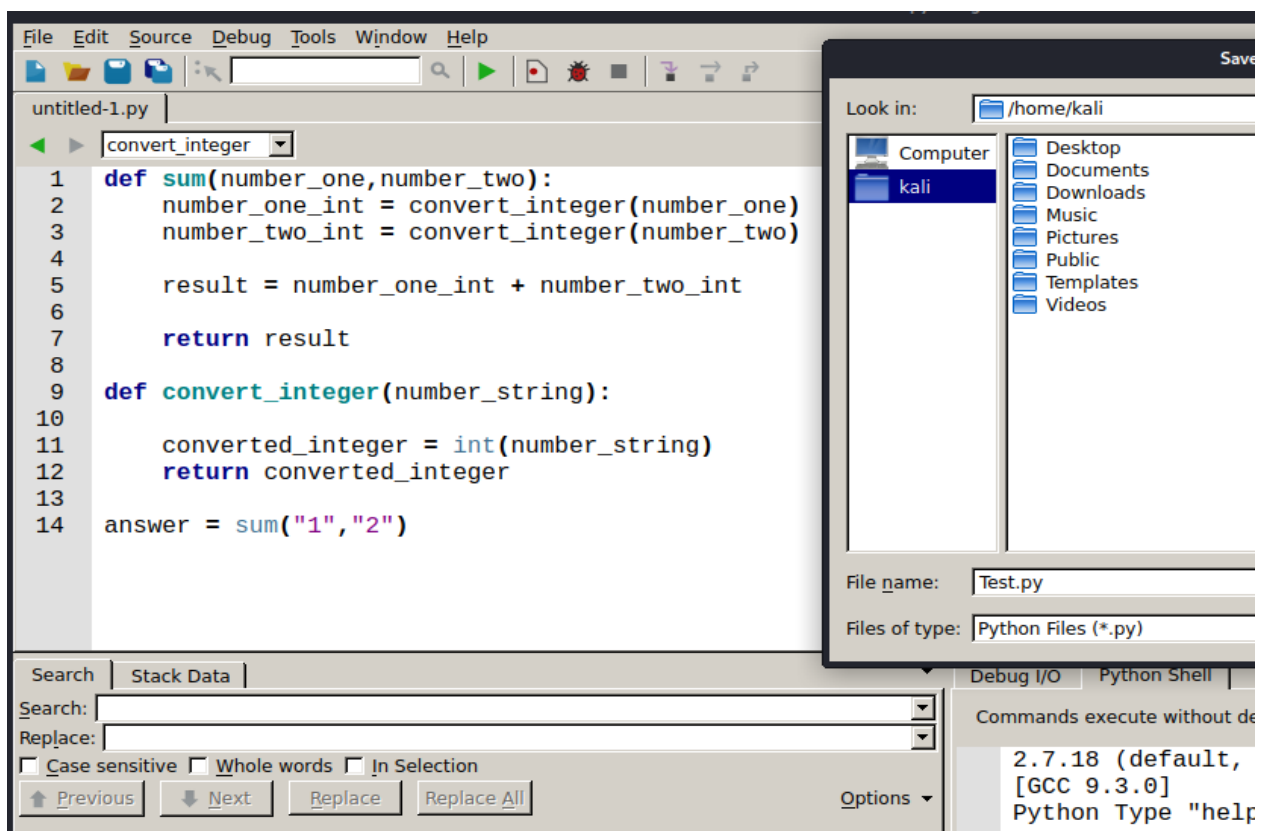 File Edit Source Debug Tools Window Help
untitled-1.py
convert_integer
1 def sum(number_one,number_two):
2 number_one_int = convert_integer(number_one)
3 number_two_int = convert_integer(number_two)
4
5 result = number_one_int + number_two_int
6
7 return result
8
9 def convert_integer(number_string):
10
11 converted_integer = int(number_string)
12 return converted_integer
13
14 answer = sum("1","2")
Save
Look in: /home/kali
Computer
kali
Desktop
Documents
Downloads
Music
Pictures
Public
Templates
Videos
File name: Test.py
Files of type: Python Files (*.py)
Search Stack Data
Search:
Replace:
Case sensitive Whole words In Selection
Previous Next Replace Replace All Options
Debug I/O Python Shell
Commands execute without de
2.7.18 (default,
[GCC 9.3.0]
Python Type "help